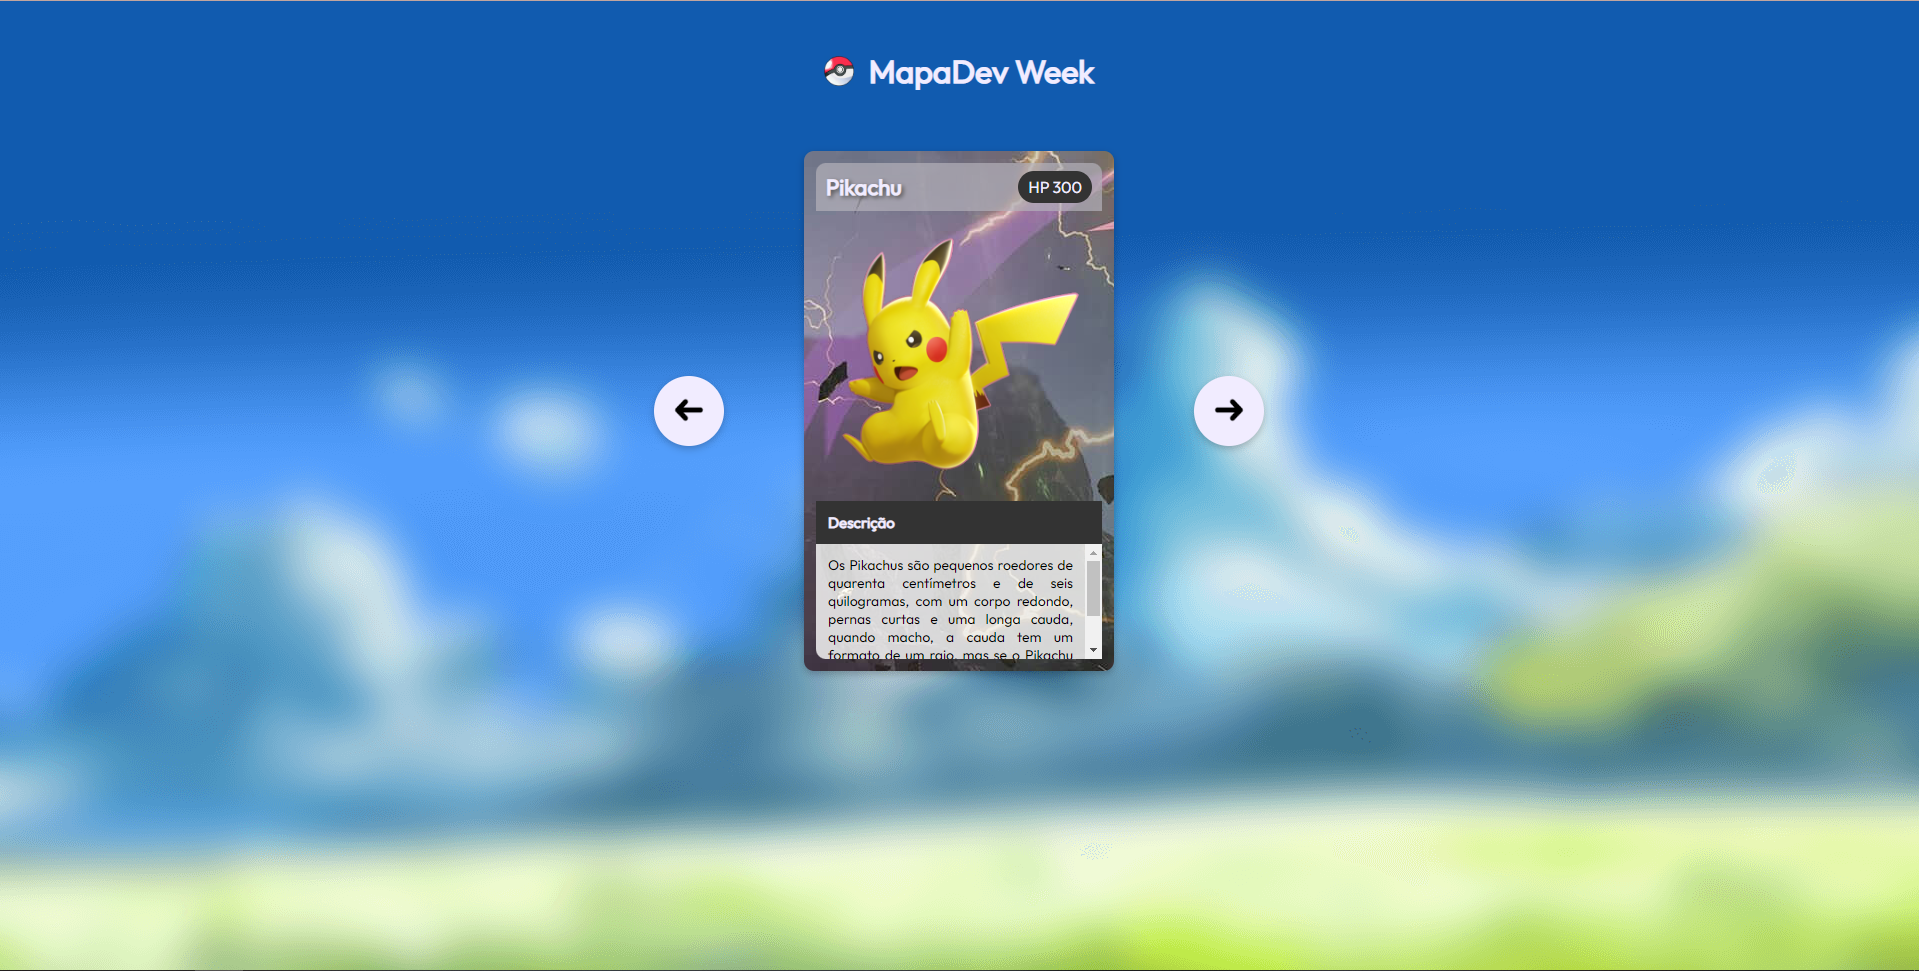 MapaDev Week
Pikachu
HP 300
Descrição
Os Pikachus são pequenos roedores de
quarenta centímetros e de seis
quilogramas, com um corpo redondo,
pernas curtas e uma longa cauda,
quando macho, a cauda tem um
formato de um raio, mas se o Pikachu